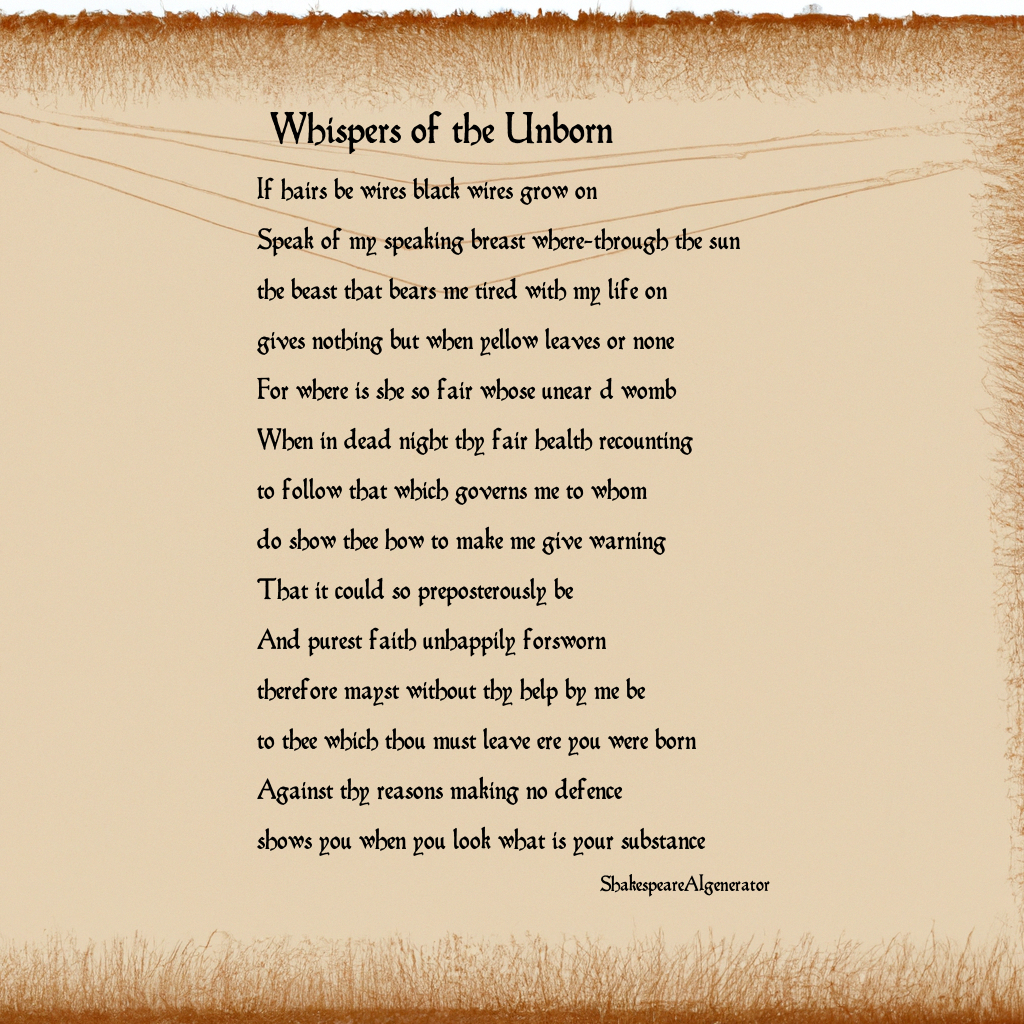 Whispers of the Unborn
If hairs be wires black wires grow on
Speak of my speaking breast where-through the sun
the beast that bears me tired with my life on
gives nothing but when yellow leaves or none
For where is she so fair whose unear d womb
When in dead night thy fair health recounting
to follow that which governs me to whom
do show thee how to make me give warning
That it could so preposterously be
And purest faith unhappily forsworn
therefore mayst without thy help by me be
to thee which thou must leave ere you were born
Against thy reasons making no defence
shows you when you look what is your substance
ShakespeareAIgenerator